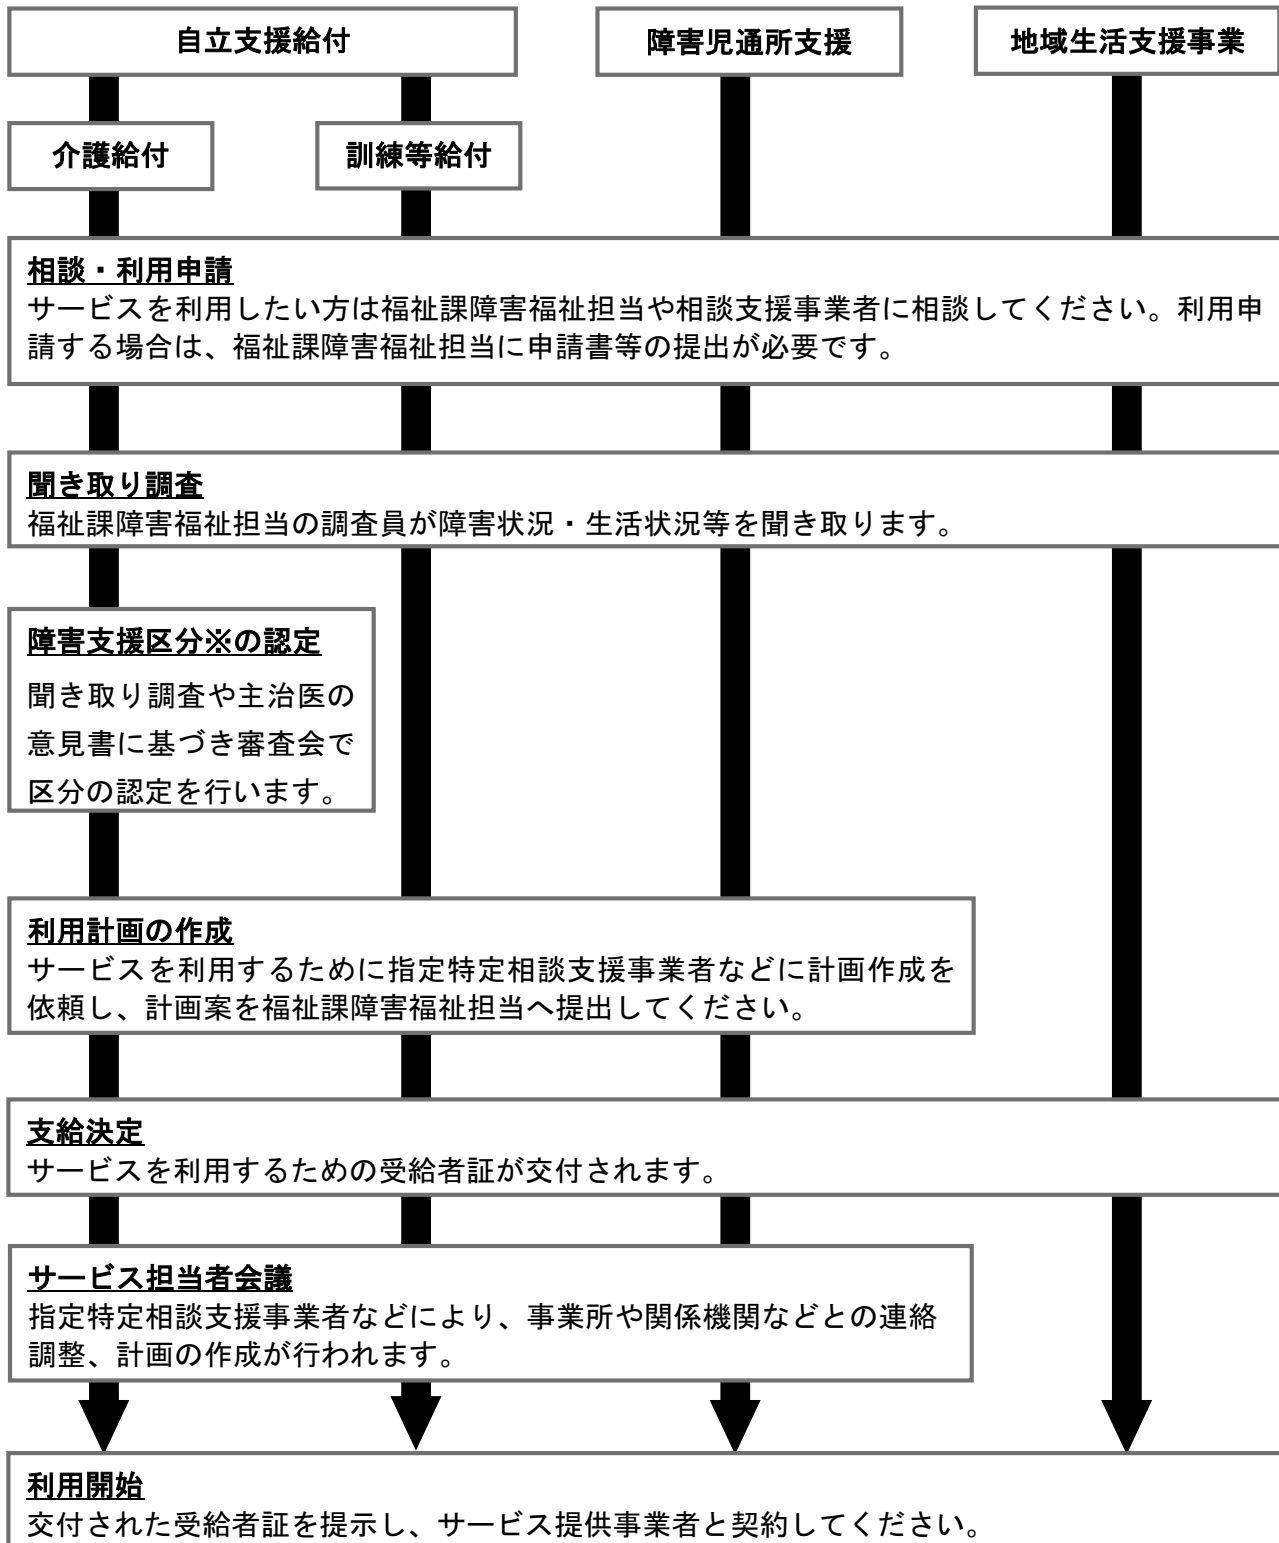 自立支援給付
障害児通所支援
地域生活支援事業
介護給付
訓練等給付
相談・利用申請
サービスを利用したい方は福祉課障害福祉担当や相談支援事業者に相談してください。利用申
請する場合は、福祉課障害福祉担当に申請書等の提出が必要です。
聞き取り調査
福祉課障害福祉担当の調査員が障害状況・生活状況等を聞き取ります。
障害支援区分※の認定
聞き取り調査や主治医の
意見書に基づき審査会で
区分の認定を行います。
利用計画の作成
サービスを利用するために指定特定相談支援事業者などに計画作成を
依頼し、計画案を福祉課障害福祉担当へ提出してください。
支給決定
サービスを利用するための受給者証が交付されます。
サービス担当者会議
指定特定相談支援事業者などにより、事業所や関係機関などとの連絡
調整、計画の作成が行われます。
利用開始
交付された受給者証を提示し、サービス提供事業者と契約してください。